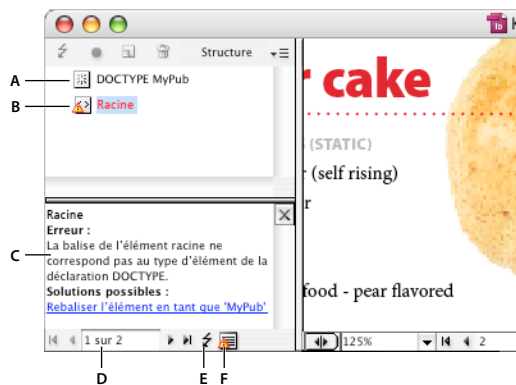 Structure
A
DOCTYPE MyPub
B
Racine
r cake
S (STATIC)
r (self rising)
r
food - pear flavored
Racine
Erreur :
C
La balise de l'élément racine ne
correspond pas au type d'élément de la
déclaration DOCTYPE.
Solutions possibles :
Rebaliser l'élément en tant que 'MyPub'
1 sur 2
125%
2
D
E
F